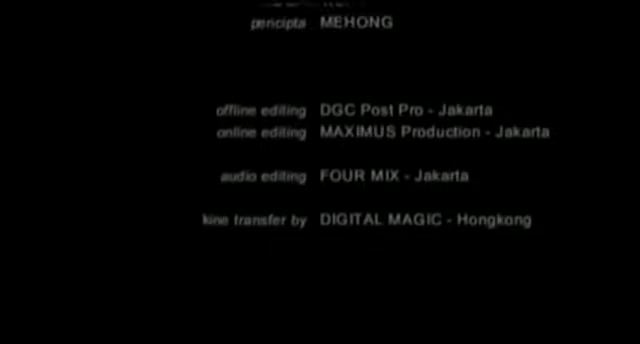 pencipta MEHONG
offline editing DGC Post Pro - Jakarta
online editing MAXIMUS Production - Jakarta
audio editing FOUR MIX - Jakarta
kine transfer by DIGITAL MAGIC - Hongkong